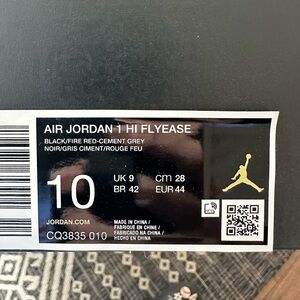 AIR JORDAN 1 HI FLYEASE
BLACK/FIRE RED-CEMENT GREY
NOIR/GRIS CIMENT/ROUGE FEU
10
UK 9
cm 28
BR 42
EUR 44
JORDAN.COM
CQ3835 010
MADE IN CHINA /
FABRIQUÉ EN CHINE /
FABRICADO NA CHINA /
HECHO EN CHINA